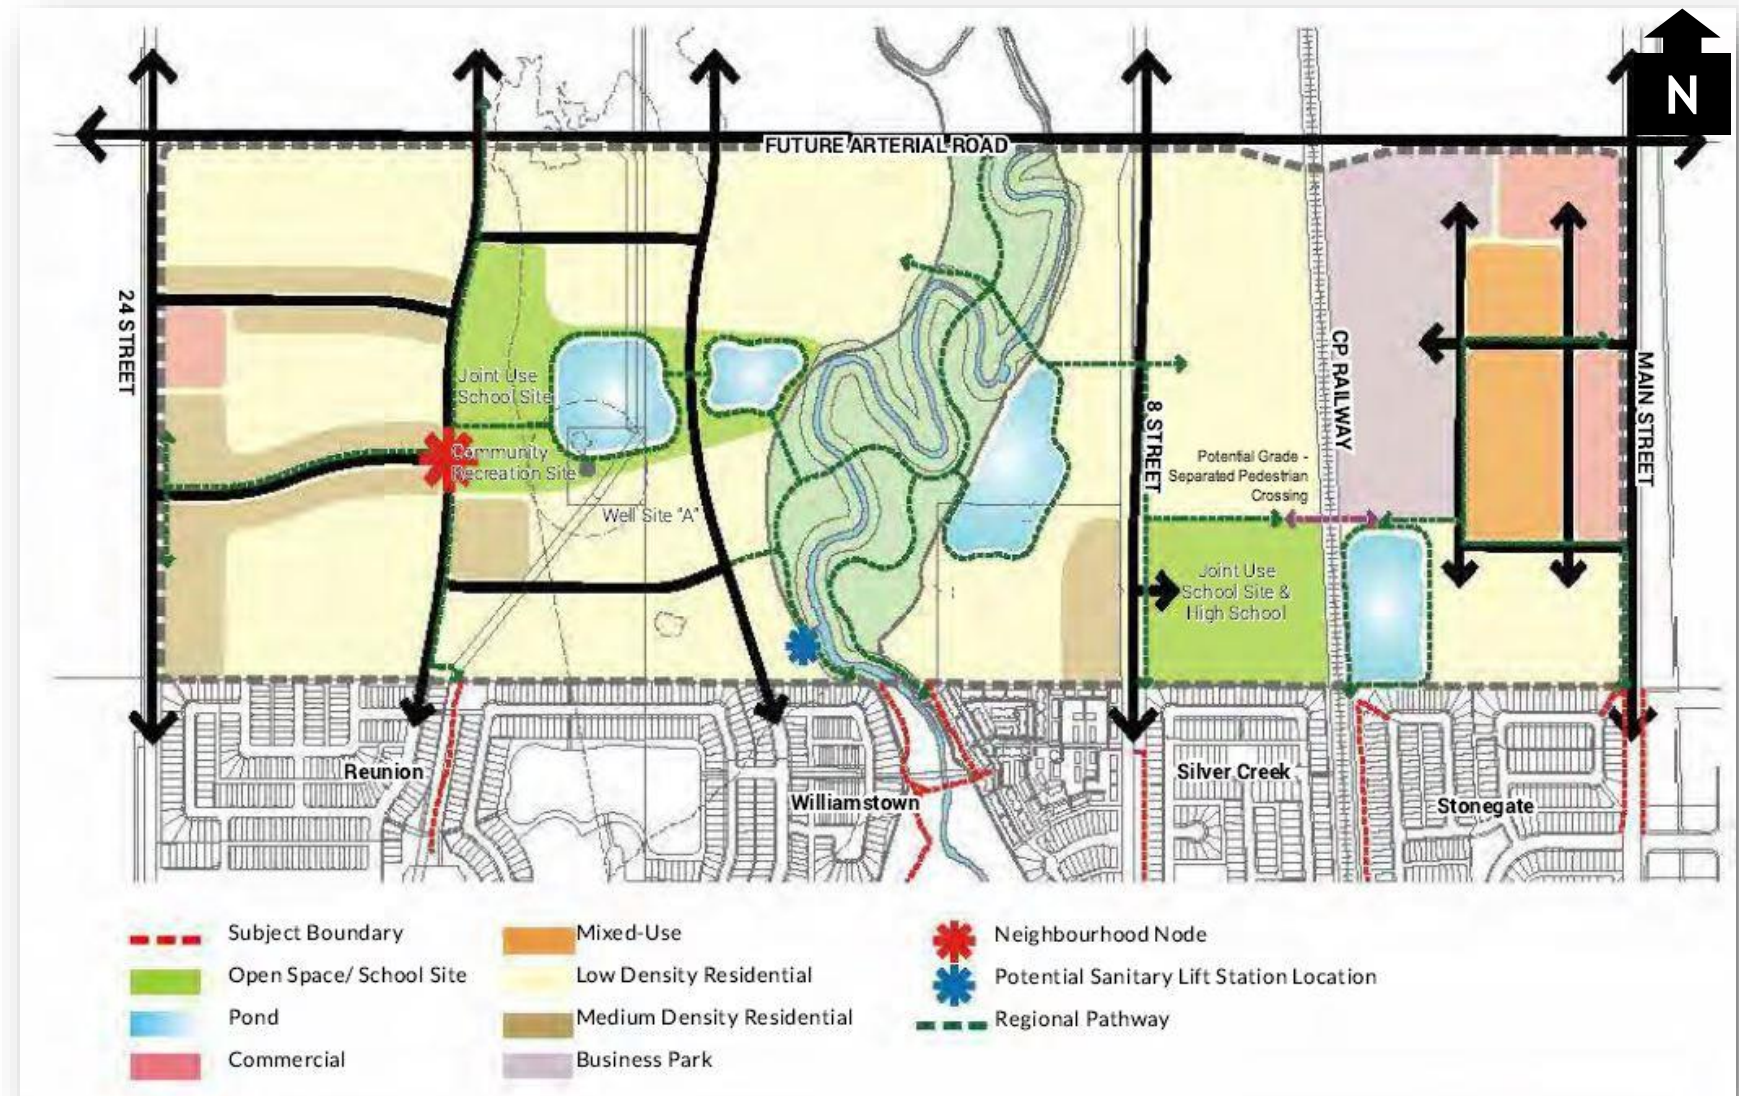 N
FUTURE ARTERIAL ROAD
24 STREET
CP RAILWAY
MAIN STREET
8 STREET
Joint Use
School Site
Community
Recreation Site
Well Site "A"
Potential Grade -
Separated Pedestrian
Crossing
Joint Use
School Site &
High School
Reunion
Williamstown
Silver Creek
Stonegate
Subject Boundary
Open Space/ School Site
Pond
Commercial
Mixed-Use
Low Density Residential
Medium Density Residential
Business Park
Neighbourhood Node
Potential Sanitary Lift Station Location
Regional Pathway